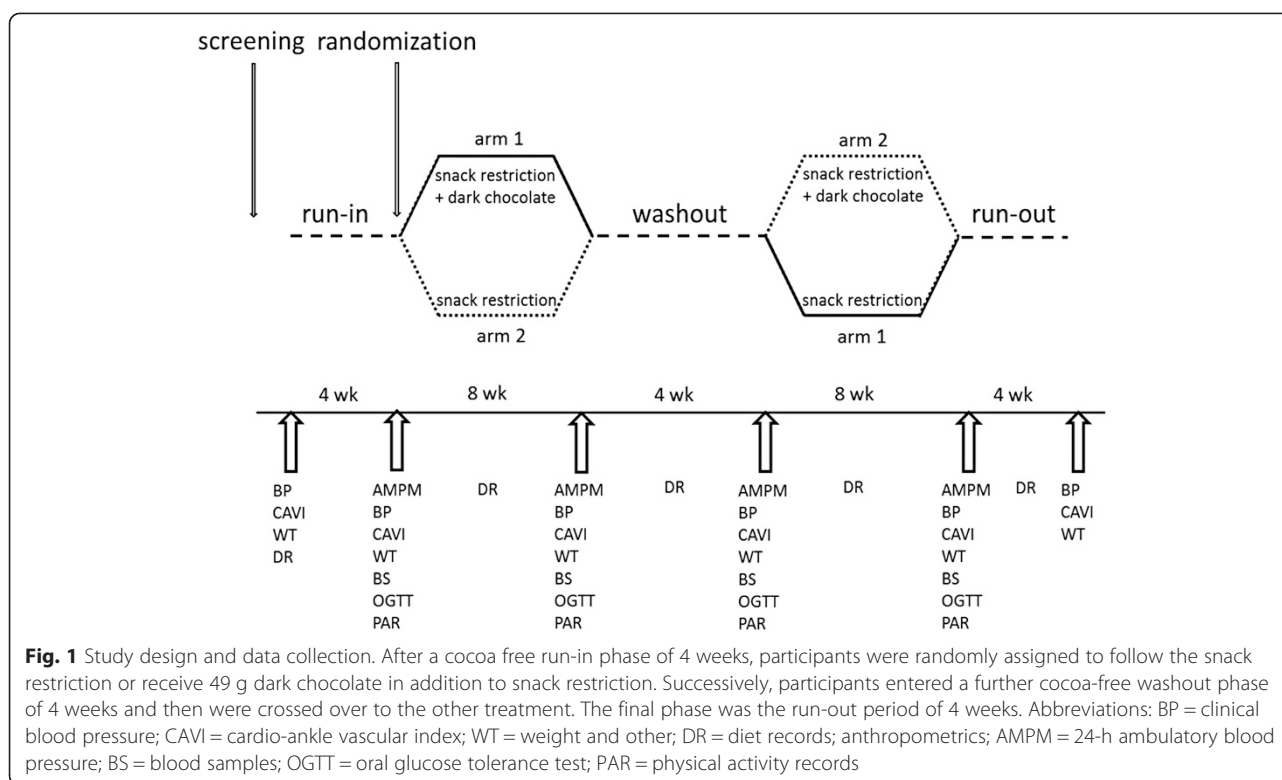 screening randomization
arm 1
snack restriction
+ dark chocolate
arm 2
snack restriction
+ dark chocolate
run-in
washout
run-out
snack restriction
arm 2
snack restriction
arm 1
4 wk 8 wk 4 wk 8 wk 4 wk
BP
CAVI
WT
DR
AMPM
BP
CAVI
WT
BS
OGTT
PAR
DR
AMPM
BP
CAVI
WT
BS
OGTT
PAR
DR
AMPM
BP
CAVI
WT
BS
OGTT
PAR
DR
AMPM
BP
CAVI
WT
BS
OGTT
PAR
DR
BP
CAVI
WT
Fig. 1 Study design and data collection. After a cocoa free run-in phase of 4 weeks, participants were randomly assigned to follow the snack
restriction or receive 49 g dark chocolate in addition to snack restriction. Successively, participants entered a further cocoa-free washout phase
of 4 weeks and then were crossed over to the other treatment. The final phase was the run-out period of 4 weeks. Abbreviations: BP = clinical
blood pressure; CAVI = cardio-ankle vascular index; WT = weight and other; DR = diet records; anthropometrics; AMPM = 24-h ambulatory blood
pressure; BS = blood samples; OGTT = oral glucose tolerance test; PAR = physical activity records